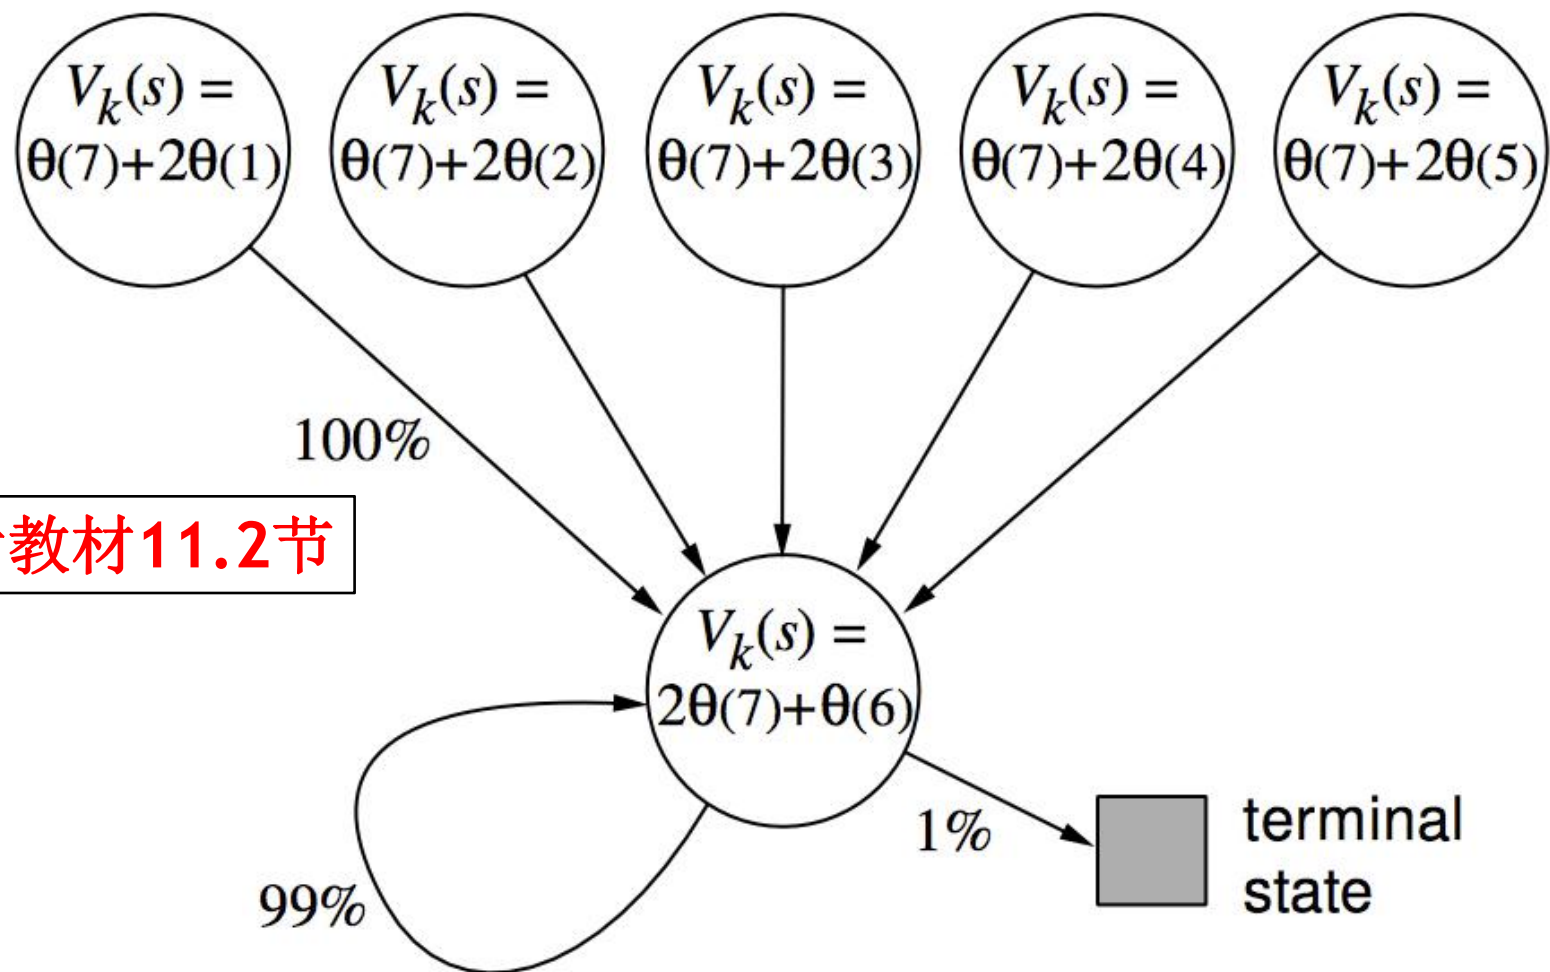 Vₖ(s) =
θ(7)+2θ(1)
Vₖ(s) =
θ(7)+2θ(2)
Vₖ(s) =
θ(7)+2θ(3)
Vₖ(s) =
θ(7)+2θ(4)
Vₖ(s) =
θ(7)+2θ(5)
100%
教材11.2节
Vₖ(s) =
2θ(7)+θ(6)
99%
1%
terminal
state